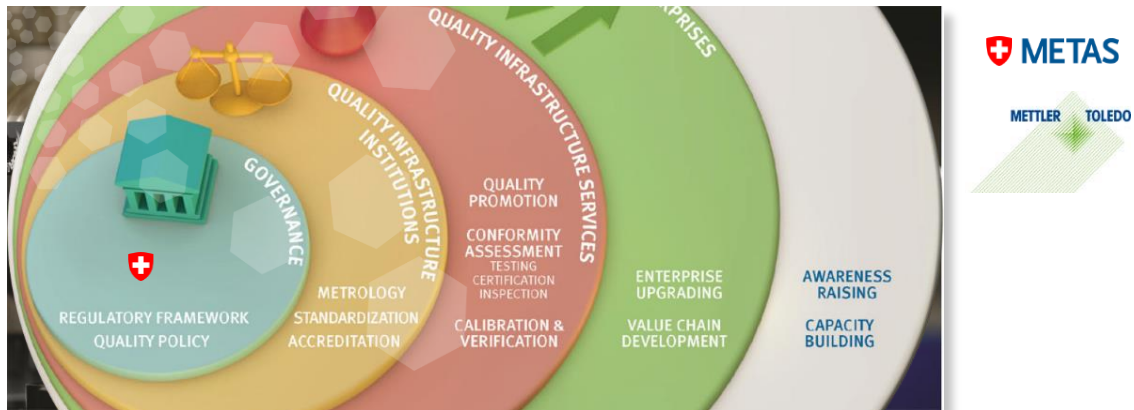 GOVERNANCE
REGULATORY FRAMEWORK
QUALITY POLICY
QUALITY INFRASTRUCTURE
INSTITUTIONS
METROLOGY
STANDARDIZATION
ACCREDITATION
QUALITY INFRASTRUCTURE SERVICES
QUALITY
PROMOTION
CONFORMITY
ASSESSMENT
TESTING
CERTIFICATION
INSPECTION
CALIBRATION &
VERIFICATION
ENTERPRISE
UPGRADING
VALUE CHAIN
DEVELOPMENT
AWARENESS
RAISING
CAPACITY
BUILDING
METAS
METTLER TOLEDO